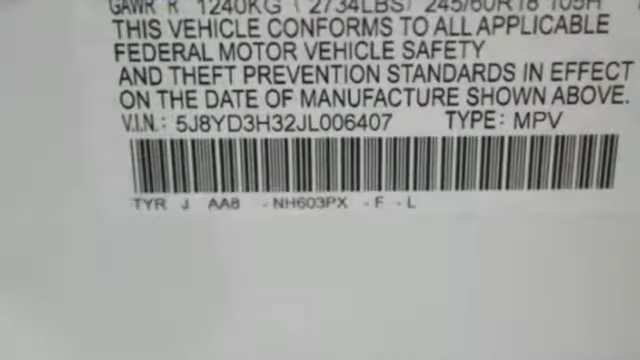 GAWR R 1240KG ( 2734LBS) 245/60R18 105H
THIS VEHICLE CONFORMS TO ALL APPLICABLE
FEDERAL MOTOR VEHICLE SAFETY
AND THEFT PREVENTION STANDARDS IN EFFECT
ON THE DATE OF MANUFACTURE SHOWN ABOVE.
V.I.N.: 5J8YD3H32JL006407 TYPE: MPV
TYR J AA8 -NH603PX -F -L